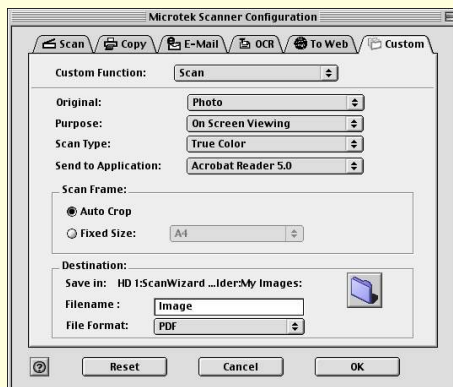 Microtek Scanner Configuration
Scan Copy E-Mail OCR To Web Custom
Custom Function: Scan
Original: Photo
Purpose: On Screen Viewing
Scan Type: True Color
Send to Application: Acrobat Reader 5.0
Scan Frame:
Auto Crop
Fixed Size: A4
Destination:
Save in: HD 1:ScanWizard ...lder:My Images:
Filename : Image
File Format: PDF
? Reset Cancel OK